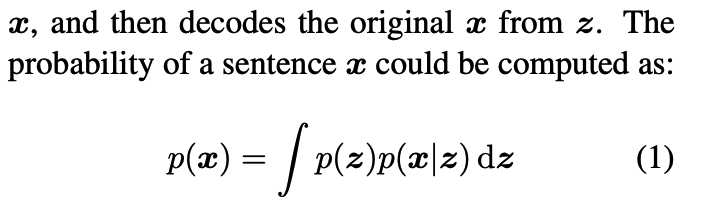 x, and then decodes the original x from z. The
probability of a sentence x could be computed as:
p(x) = ∫ p(z)p(x|z) dz (1)